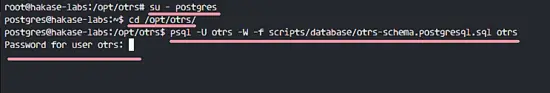 root@hakase-labs:/opt/otrs# su - postgres
postgres@hakase-labs:~$ cd /opt/otrs/
postgres@hakase-labs:/opt/otrs$ psql -U otrs -W -f scripts/database/otrs-schema.postgresql.sql otrs
Password for user otrs: